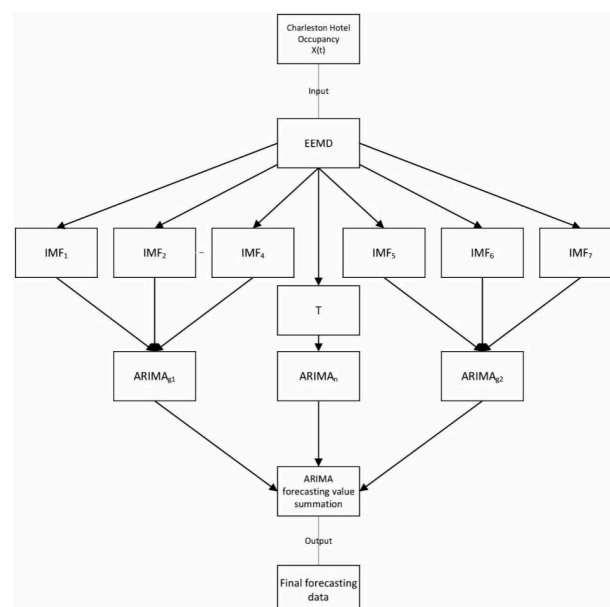 Charleston Hotel
Occupancy
X(t)
Input
EEMD
IMF₁
IMF₂
–
IMF₄
IMF₅
IMF₆
IMF₇
T
ARIMAg1
ARIMAn
ARIMAg2
ARIMA
forecasting value
summation
Output
Final forecasting
data